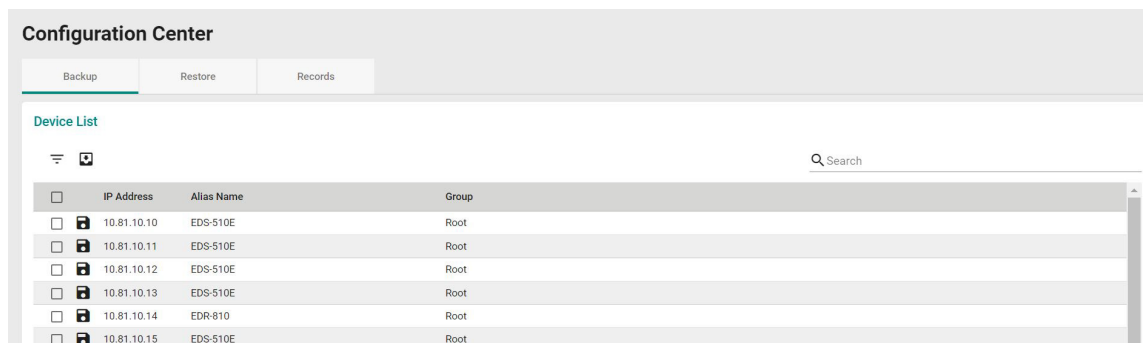 Configuration Center
Backup Restore Records
Device List
Search
IP Address Alias Name Group
10.81.10.10 EDS-510E Root
10.81.10.11 EDS-510E Root
10.81.10.12 EDS-510E Root
10.81.10.13 EDS-510E Root
10.81.10.14 EDR-810 Root
10.81.10.15 EDS-510E Root